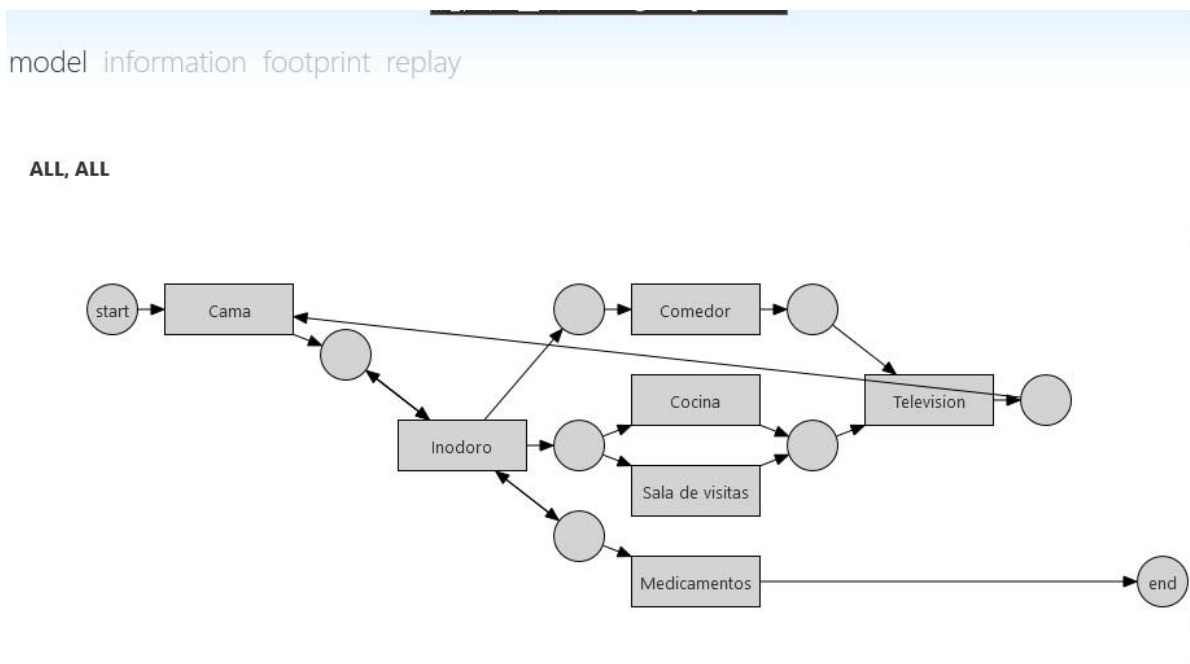 model information footprint replay
ALL, ALL
start
Cama
Comedor
Cocina
Television
Inodoro
Sala de visitas
Medicamentos
end